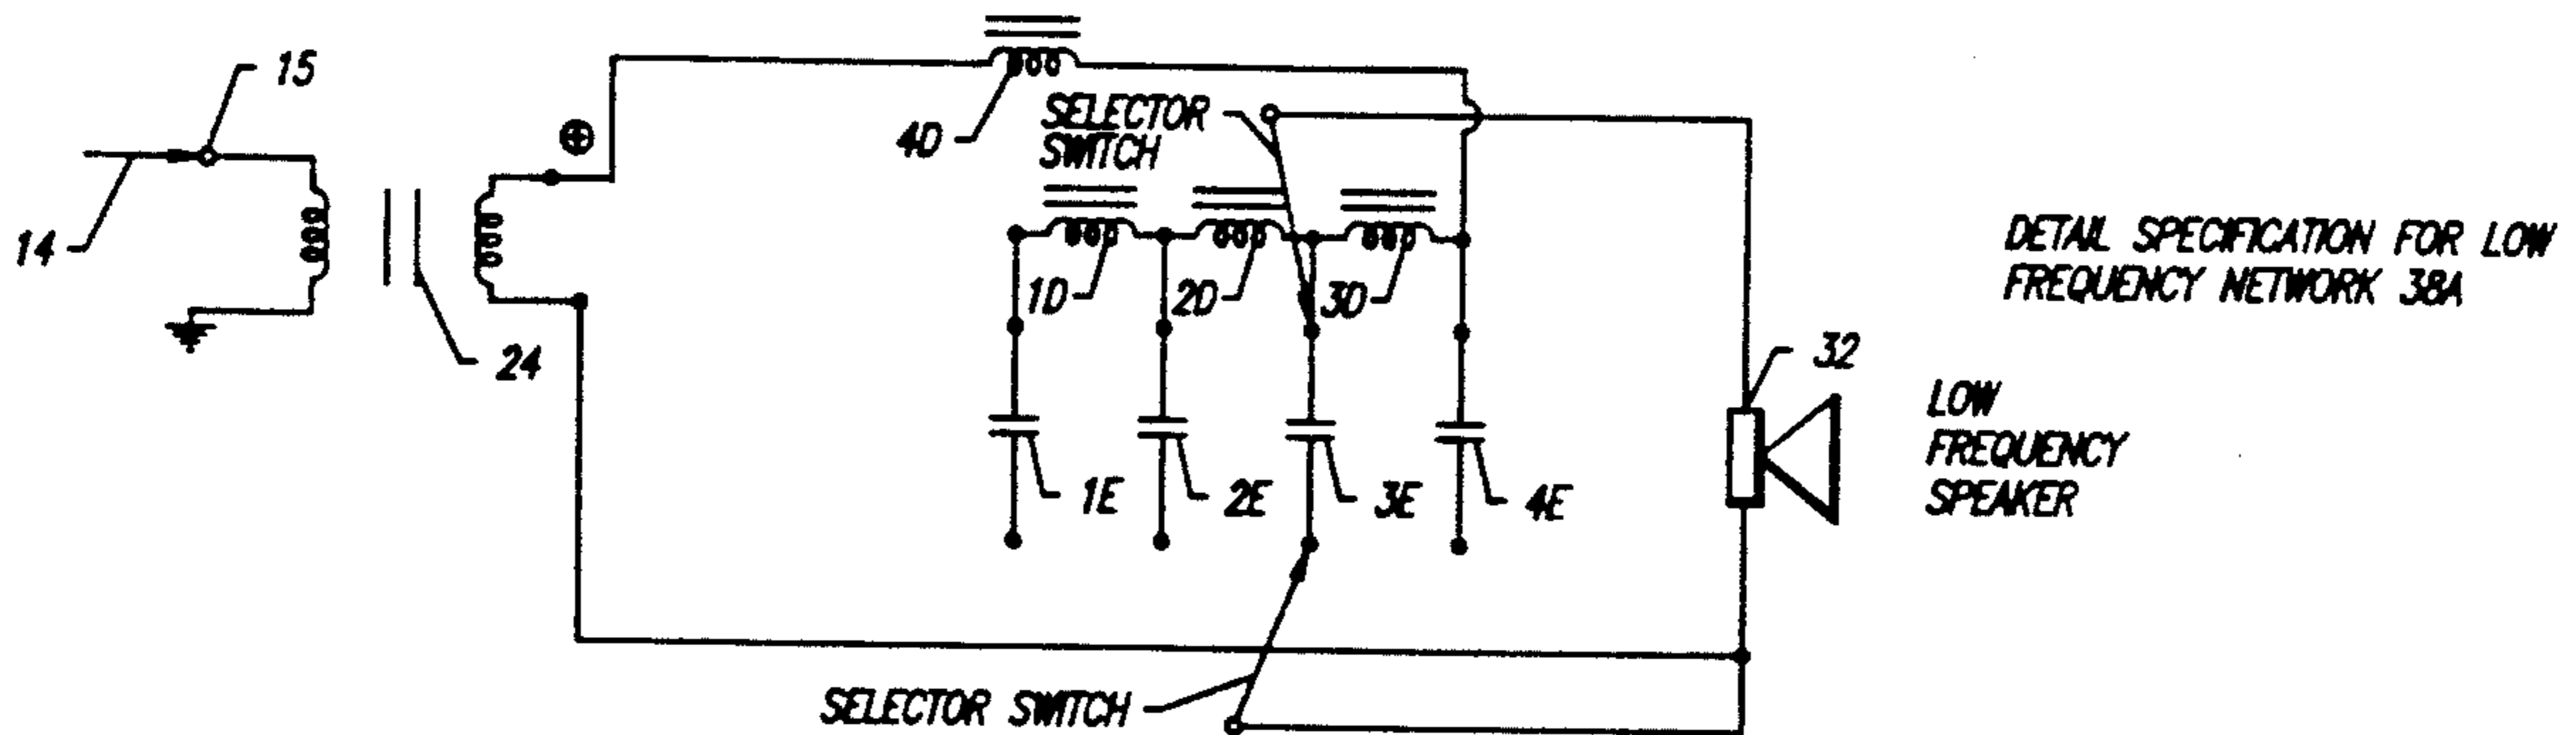 15
14
24
4D
SELECTOR
SWITCH
1D
2D
3D
1E
2E
3E
4E
SELECTOR SWITCH
32
DETAIL SPECIFICATION FOR LOW
FREQUENCY NETWORK 38A
LOW
FREQUENCY
SPEAKER